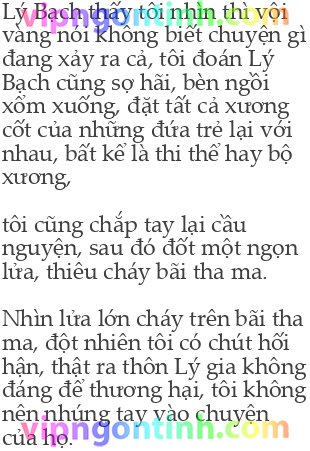 Lý Bạch thấy tôi nhìn thì vội
vàng nói không biết chuyện gì
đang xảy ra cả, tôi đoán Lý
Bạch cũng sợ hãi, bèn ngồi
xổm xuống, đặt tất cả xương
cốt của những đứa trẻ lại với
nhau, bất kể là thi thể hay bộ
xương,
tôi cũng chắp tay lại cầu
nguyện, sau đó đốt một ngọn
lửa, thiêu cháy bãi tha ma.
Nhìn lửa lớn cháy trên bãi tha
ma, đột nhiên tôi có chút hối
hận, thật ra thôn Lý gia không
đáng để thương hại, tôi không
nên nhúng tay vào chuyện
của họ.
vipngontinh.com
vipngontinh.com